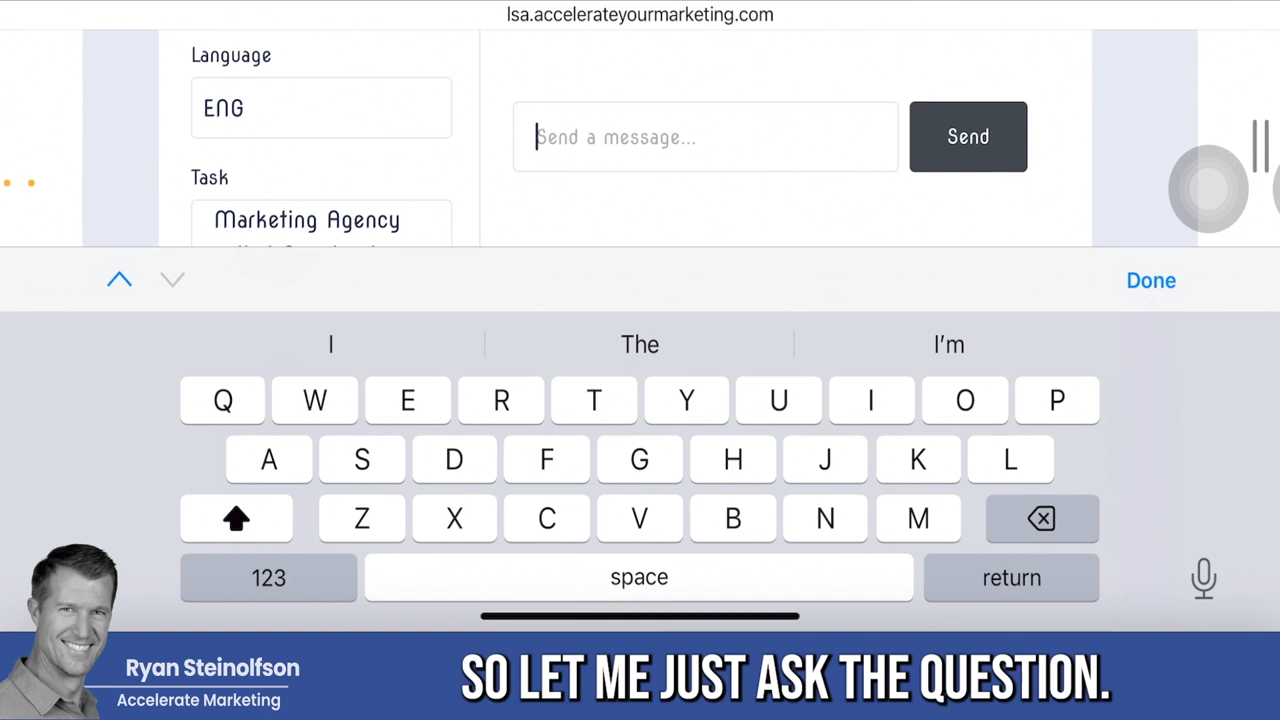 lsa.accelerateyourmarketing.com
Language
ENG
Send a message...
Send
Task
Marketing Agency
Done
I The I'm
Q W E R T Y U I O P
A S D F G H J K L
Z X C V B N M
123 space return
Ryan Steinolfson
Accelerate Marketing
SO LET ME JUST ASK THE QUESTION.